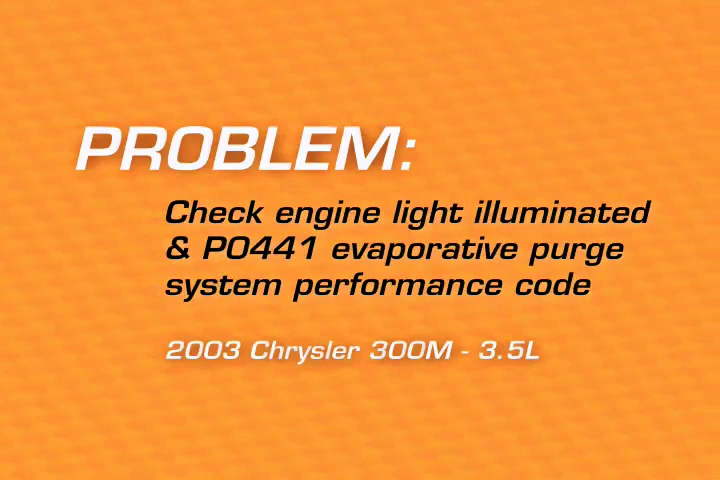 PROBLEM:
Check engine light illuminated
& P0441 evaporative purge
system performance code
2003 Chrysler 300M - 3.5L